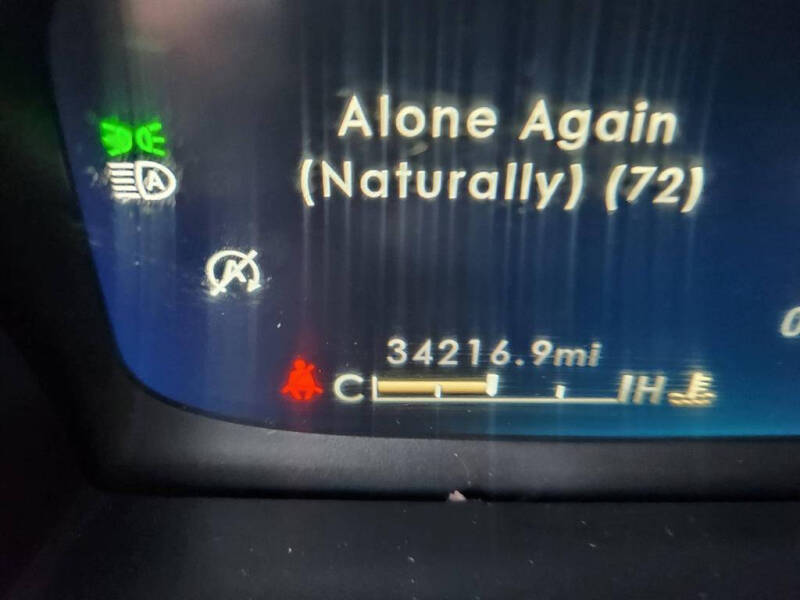 Alone Again
(Naturally) (72)
A
A
34216.9mi
C H